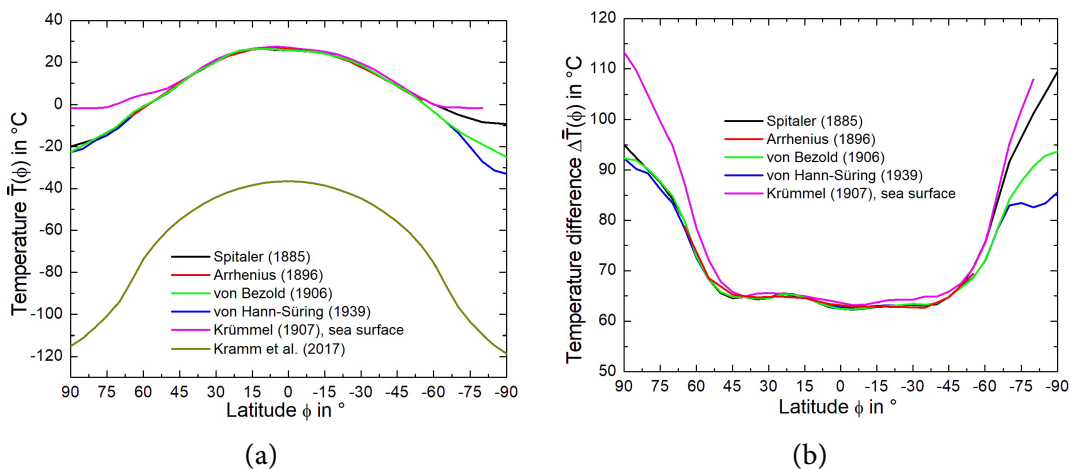 40
20
0
-20
-40
-60
-80
-100
-120
Temperature T̄(ϕ) in °C
Spitaler (1885)
Arrhenius (1896)
von Bezold (1906)
von Hann-Süring (1939)
Krümmel (1907), sea surface
Kramm et al. (2017)
90 75 60 45 30 15 0 -15 -30 -45 -60 -75 -90
Latitude ϕ in °
(a)
120
110
100
90
80
70
60
50
Temperature difference ΔT̄(ϕ) in °C
Spitaler (1885)
Arrhenius (1896)
von Bezold (1906)
von Hann-Süring (1939)
Krümmel (1907), sea surface
90 75 60 45 30 15 0 -15 -30 -45 -60 -75 -90
Latitude ϕ in °
(b)